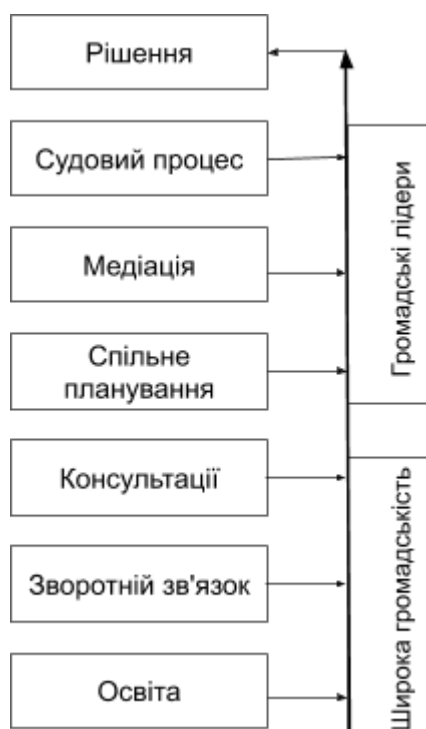 Рішення
Судовий процес
Медіація
Спільне
планування
Консультації
Зворотній зв'язок
Освіта
Громадські лідери
Широка громадськість